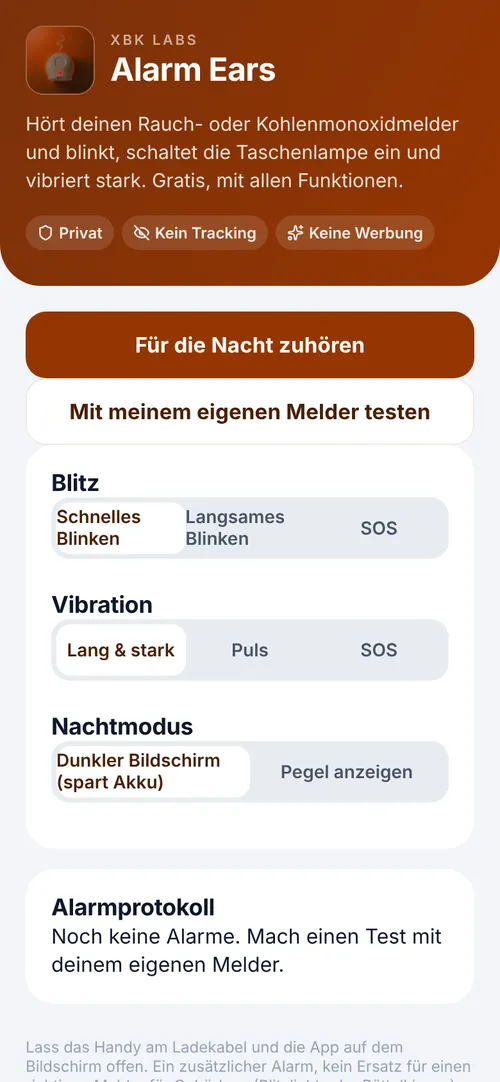 XBK LABS
Alarm Ears
Hört deinen Rauch- oder Kohlenmonoxidmelder
und blinkt, schaltet die Taschenlampe ein und
vibriert stark. Gratis, mit allen Funktionen.
Privat
Kein Tracking
Keine Werbung
Für die Nacht zuhören
Mit meinem eigenen Melder testen
Blitz
Schnelles
Blinken
Langsames
Blinken
SOS
Vibration
Lang & stark
Puls
SOS
Nachtmodus
Dunkler Bildschirm
(spart Akku)
Pegel anzeigen
Alarmprotokoll
Noch keine Alarme. Mach einen Test mit
deinem eigenen Melder.
Lass das Handy am Ladekabel und die App auf dem
Bildschirm offen. Ein zusätzlicher Alarm, kein Ersatz für einen